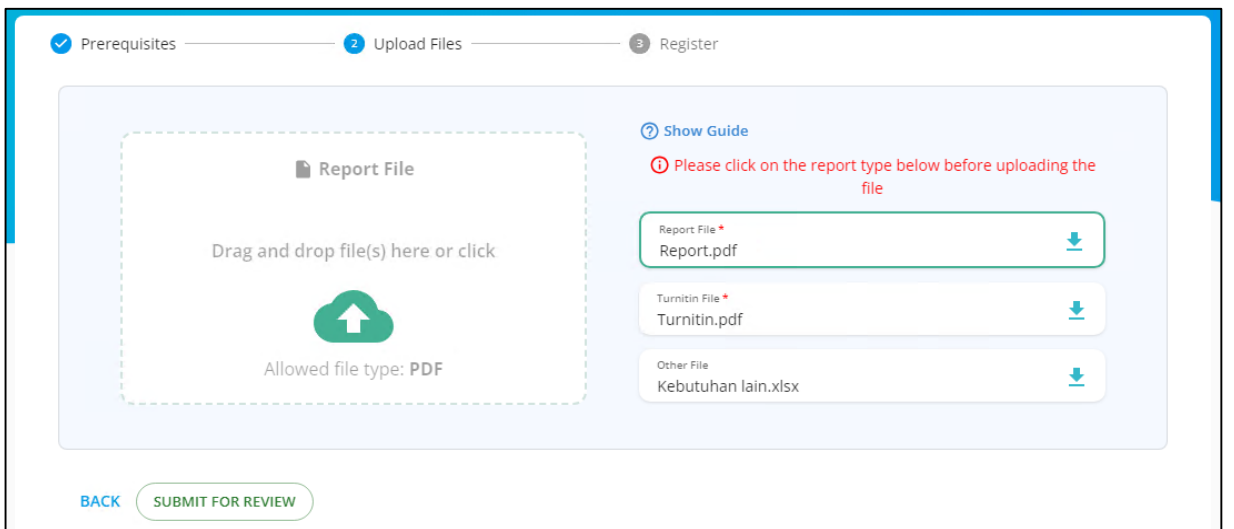 Prerequisites
2 Upload Files
3 Register
Report File
Drag and drop file(s) here or click
Allowed file type: PDF
Show Guide
Please click on the report type below before uploading the
file
Report File *
Report.pdf
Turnitin File *
Turnitin.pdf
Other File
Kebutuhan lain.xlsx
BACK
SUBMIT FOR REVIEW